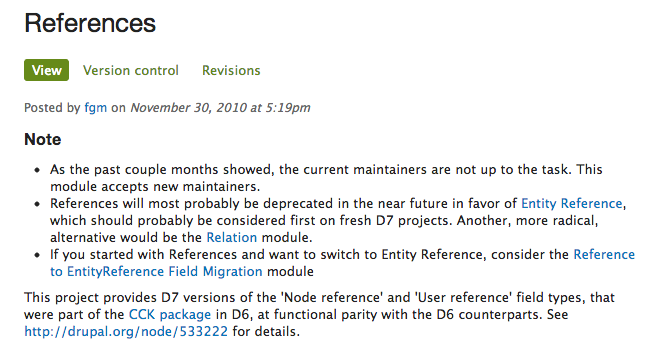 References
View Version control Revisions
Posted by fgm on November 30, 2010 at 5:19pm
Note
• As the past couple months showed, the current maintainers are not up to the task. This
module accepts new maintainers.
• References will most probably be deprecated in the near future in favor of Entity Reference,
which should probably be considered first on fresh D7 projects. Another, more radical,
alternative would be the Relation module.
• If you started with References and want to switch to Entity Reference, consider the Reference
to EntityReference Field Migration module
This project provides D7 versions of the 'Node reference' and 'User reference' field types, that
were part of the CCK package in D6, at functional parity with the D6 counterparts. See
http://drupal.org/node/533222 for details.